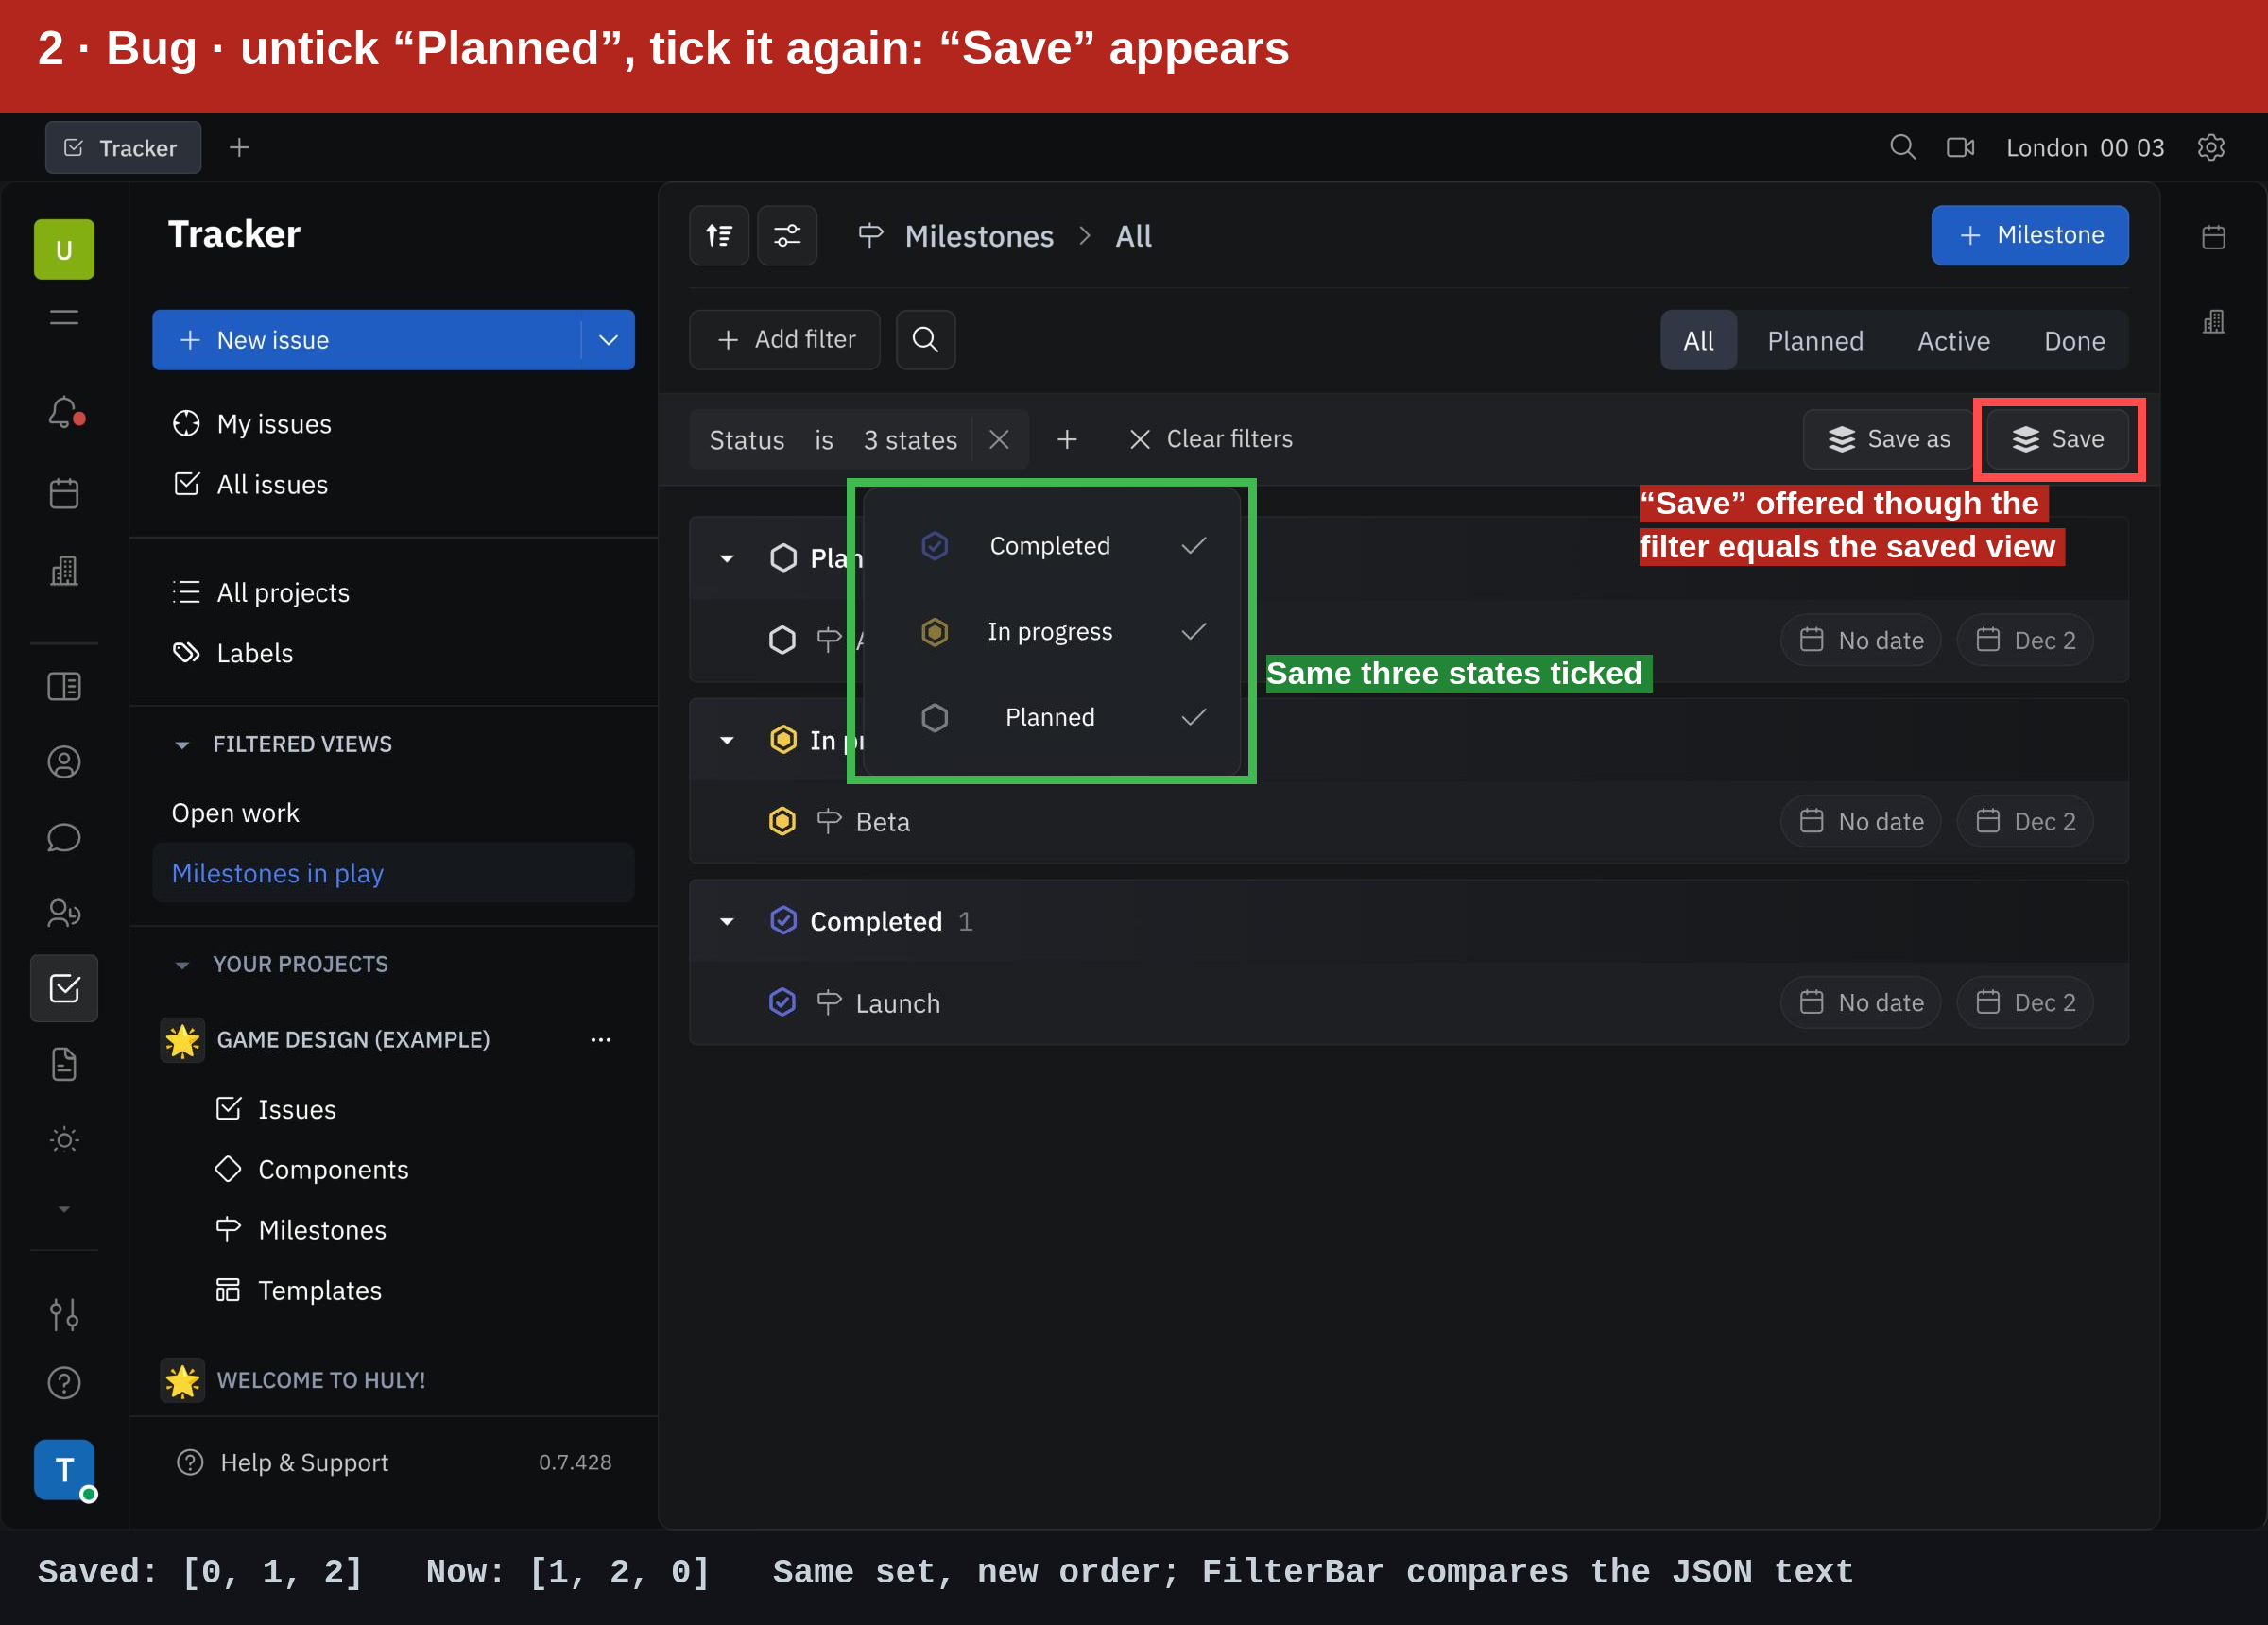 2 · Bug · untick “Planned”, tick it again: “Save” appears
Tracker
London 00 03
U
Tracker
New issue
My issues
All issues
All projects
Labels
FILTERED VIEWS
Open work
Milestones in play
YOUR PROJECTS
GAME DESIGN (EXAMPLE)
Issues
Components
Milestones
Templates
WELCOME TO HULY!
T
Help & Support 0.7.428
Milestones > All
Milestone
Add filter
All Planned Active Done
Status is 3 states
Clear filters
Save as
Save
“Save” offered though the
filter equals the saved view
Completed
In progress
Planned
Same three states ticked
No date Dec 2
Beta
No date Dec 2
Completed 1
Launch
No date Dec 2
Saved: [0, 1, 2] Now: [1, 2, 0] Same set, new order; FilterBar compares the JSON text